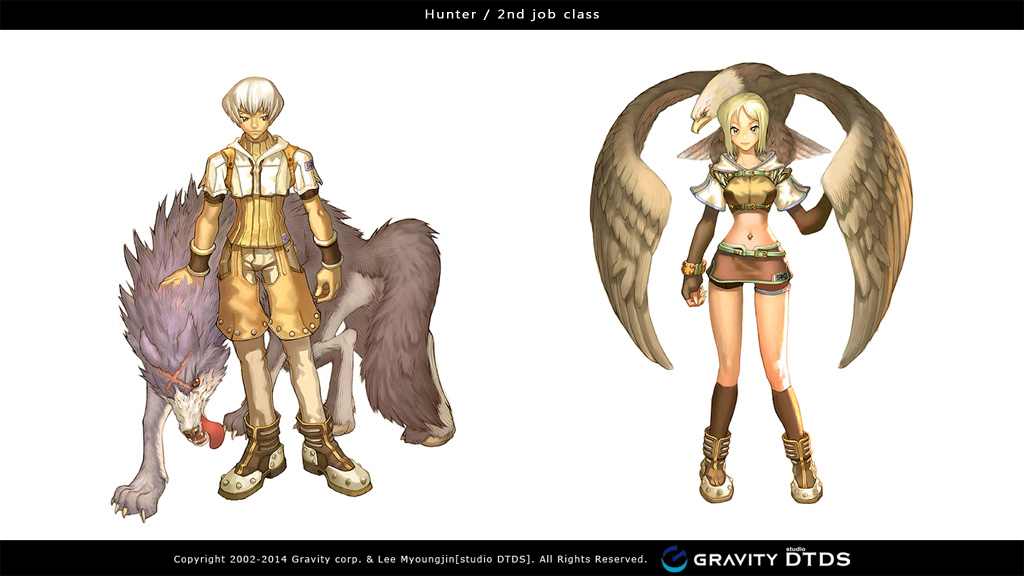 Hunter / 2nd job class
Copyright 2002-2014 Gravity corp. & Lee Myoungjin[studio DTDS]. All Rights Reserved.
GRAVITY studio DTDS